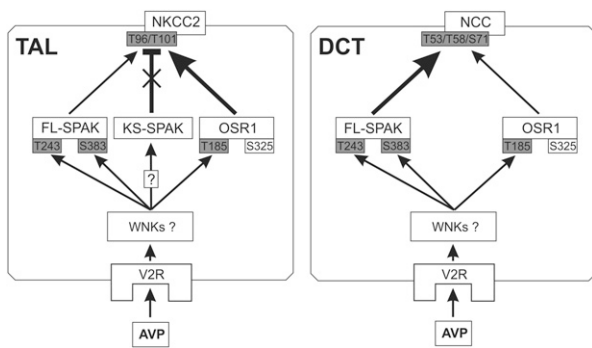 NKCC2
T96/T101
TAL
FL-SPAK
KS-SPAK
OSR1
T243
S383
T185
S325
?
WNKs ?
V2R
AVP
NCC
T53/T58/S71
DCT
FL-SPAK
OSR1
T243
S383
T185
S325
WNKs ?
V2R
AVP